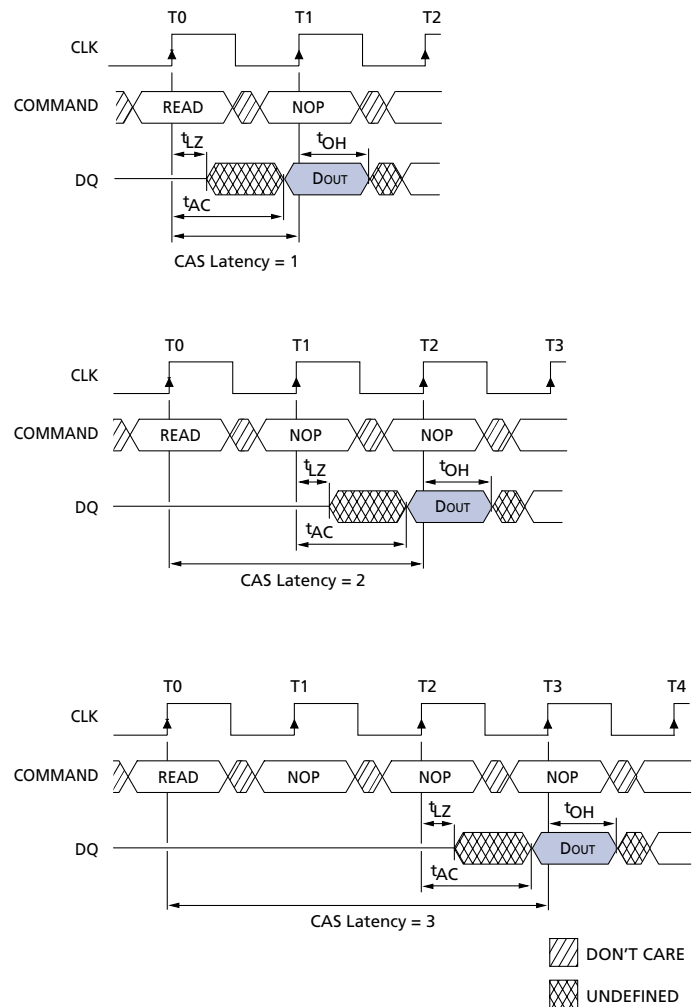 T0 T1 T2
CLK
COMMAND READ NOP
tLZ tOH
DQ DOUT
tAC
CAS Latency = 1
T0 T1 T2 T3
CLK
COMMAND READ NOP NOP
tLZ tOH
DQ DOUT
tAC
CAS Latency = 2
T0 T1 T2 T3 T4
CLK
COMMAND READ NOP NOP NOP
tLZ tOH
DQ DOUT
tAC
CAS Latency = 3
DON'T CARE
UNDEFINED